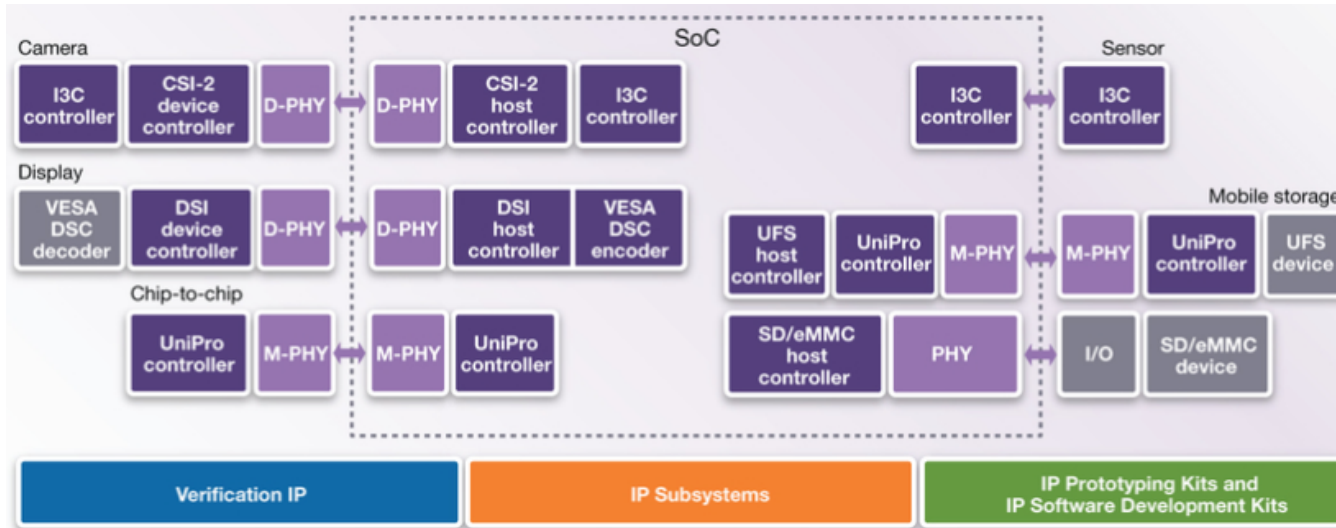 SoC
Camera
Sensor
I3C
controller
CSI-2
device
controller
D-PHY
D-PHY
CSI-2
host
controller
I3C
controller
I3C
controller
I3C
controller
Display
Mobile storage
VESA
DSC
decoder
DSI
device
controller
D-PHY
D-PHY
DSI
host
controller
VESA
DSC
encoder
UFS
host
controller
UniPro
controller
M-PHY
M-PHY
UniPro
controller
UFS
device
Chip-to-chip
UniPro
controller
M-PHY
M-PHY
UniPro
controller
SD/eMMC
host
controller
PHY
I/O
SD/eMMC
device
Verification IP
IP Subsystems
IP Prototyping Kits and
IP Software Development Kits